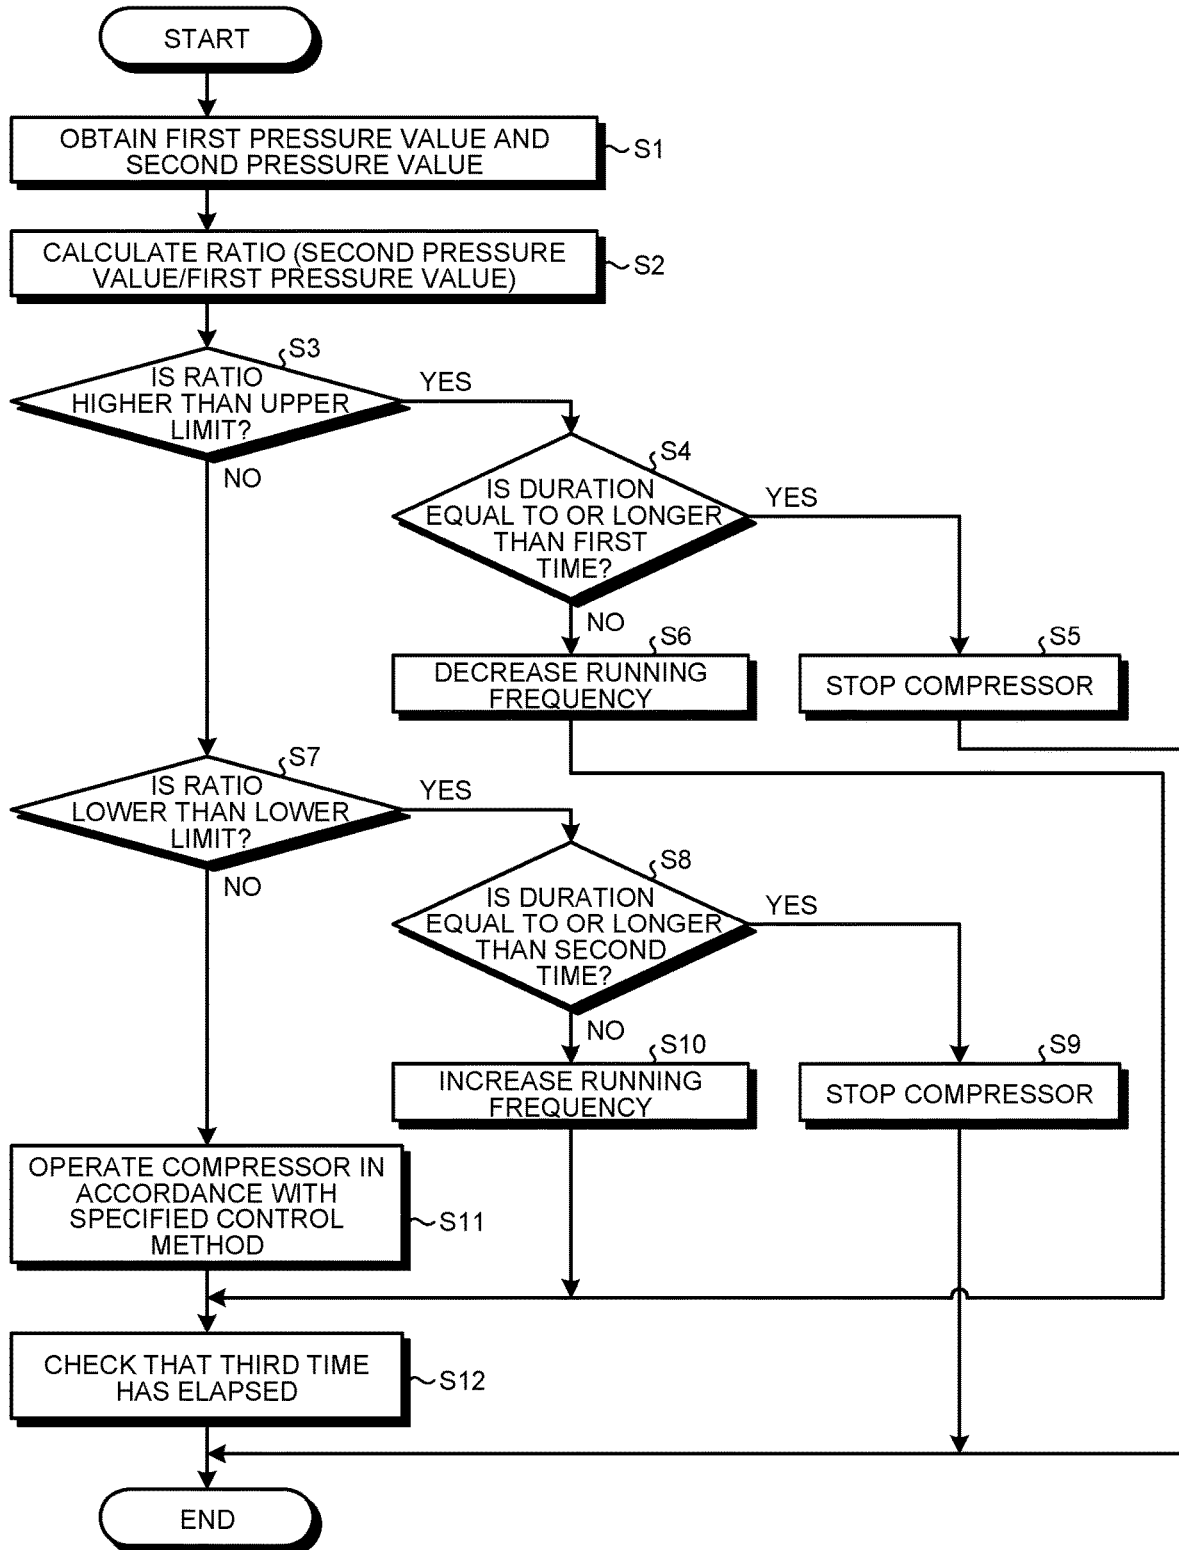 START
OBTAIN FIRST PRESSURE VALUE AND
SECOND PRESSURE VALUE
S1
CALCULATE RATIO (SECOND PRESSURE
VALUE/FIRST PRESSURE VALUE)
S2
S3
IS RATIO
HIGHER THAN UPPER
LIMIT?
YES
NO
S4
IS DURATION
EQUAL TO OR LONGER
THAN FIRST
TIME?
YES
NO
S6
DECREASE RUNNING
FREQUENCY
S5
STOP COMPRESSOR
S7
IS RATIO
LOWER THAN LOWER
LIMIT?
YES
NO
S8
IS DURATION
EQUAL TO OR LONGER
THAN SECOND
TIME?
YES
NO
S10
INCREASE RUNNING
FREQUENCY
S9
STOP COMPRESSOR
OPERATE COMPRESSOR IN
ACCORDANCE WITH
SPECIFIED CONTROL
METHOD
S11
CHECK THAT THIRD TIME
HAS ELAPSED
S12
END